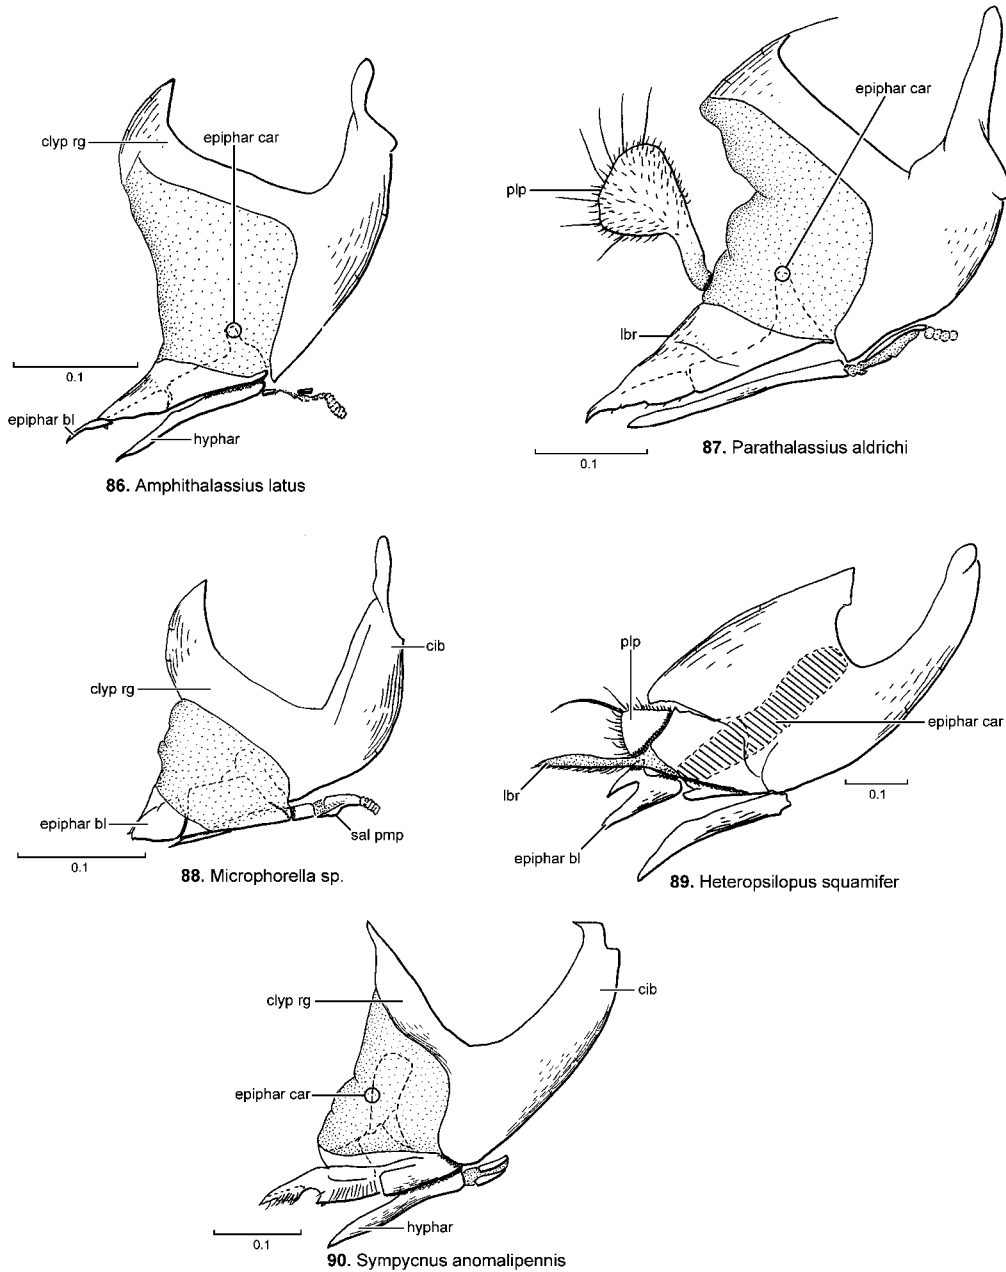 clyp rg
epiphar car
0.1
epiphar bl
hyphar
86. Amphithalassius latus
epiphar car
plp
lbr
0.1
87. Parathalassius aldrichi
cib
clyp rg
epiphar bl
sal pmp
0.1
88. Microphorella sp.
plp
epiphar car
lbr
0.1
epiphar bl
89. Heteropsilopus squamifer
clyp rg
cib
epiphar car
hyphar
0.1
90. Sympycnus anomalipennis